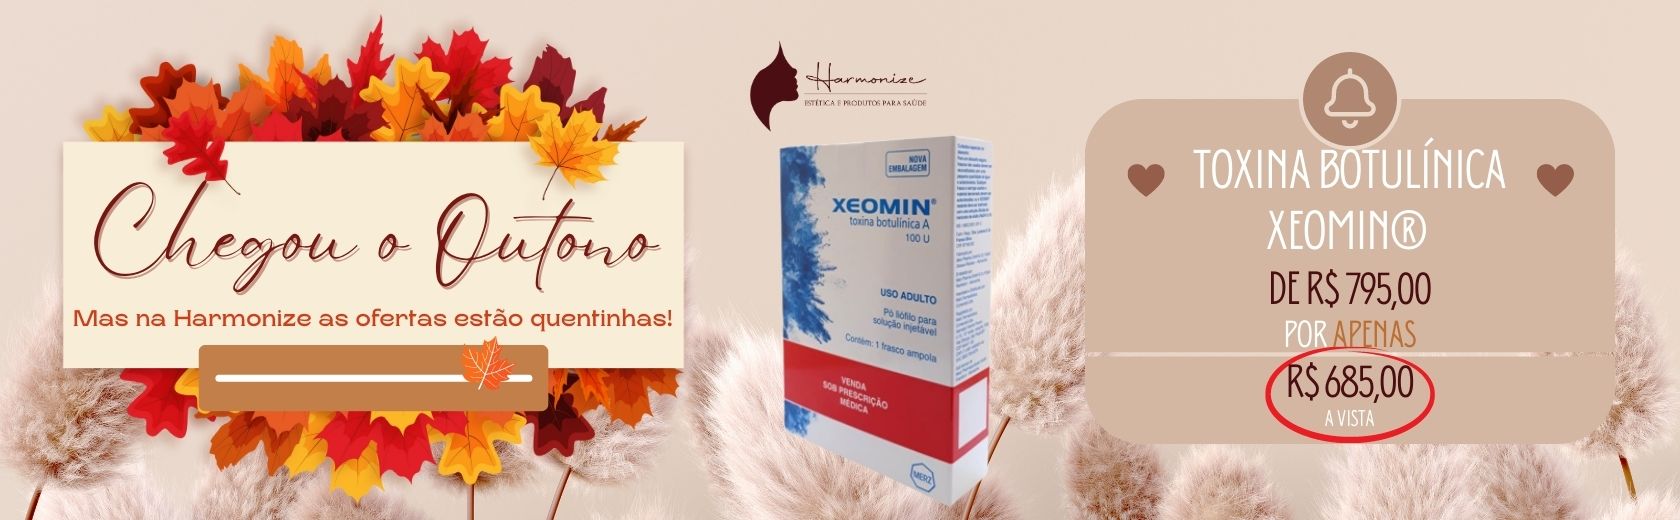 Chegou o Outono
Mas na Harmonize as ofertas estão quentinhas!
Harmonize
ESTÉTICA E PRODUTOS PARA SAÚDE
NOVA
EMBALAGEM
XEOMIN®
toxina botulínica A
100 U
USO ADULTO
Pó liófilo para
solução injetável
Contém: 1 frasco ampola
VENDA
SOB PRESCRIÇÃO
MÉDICA
MERZ
TOXINA BOTULÍNICA
XEOMIN®
DE R$ 795,00
POR APENAS
R$ 685,00
A VISTA